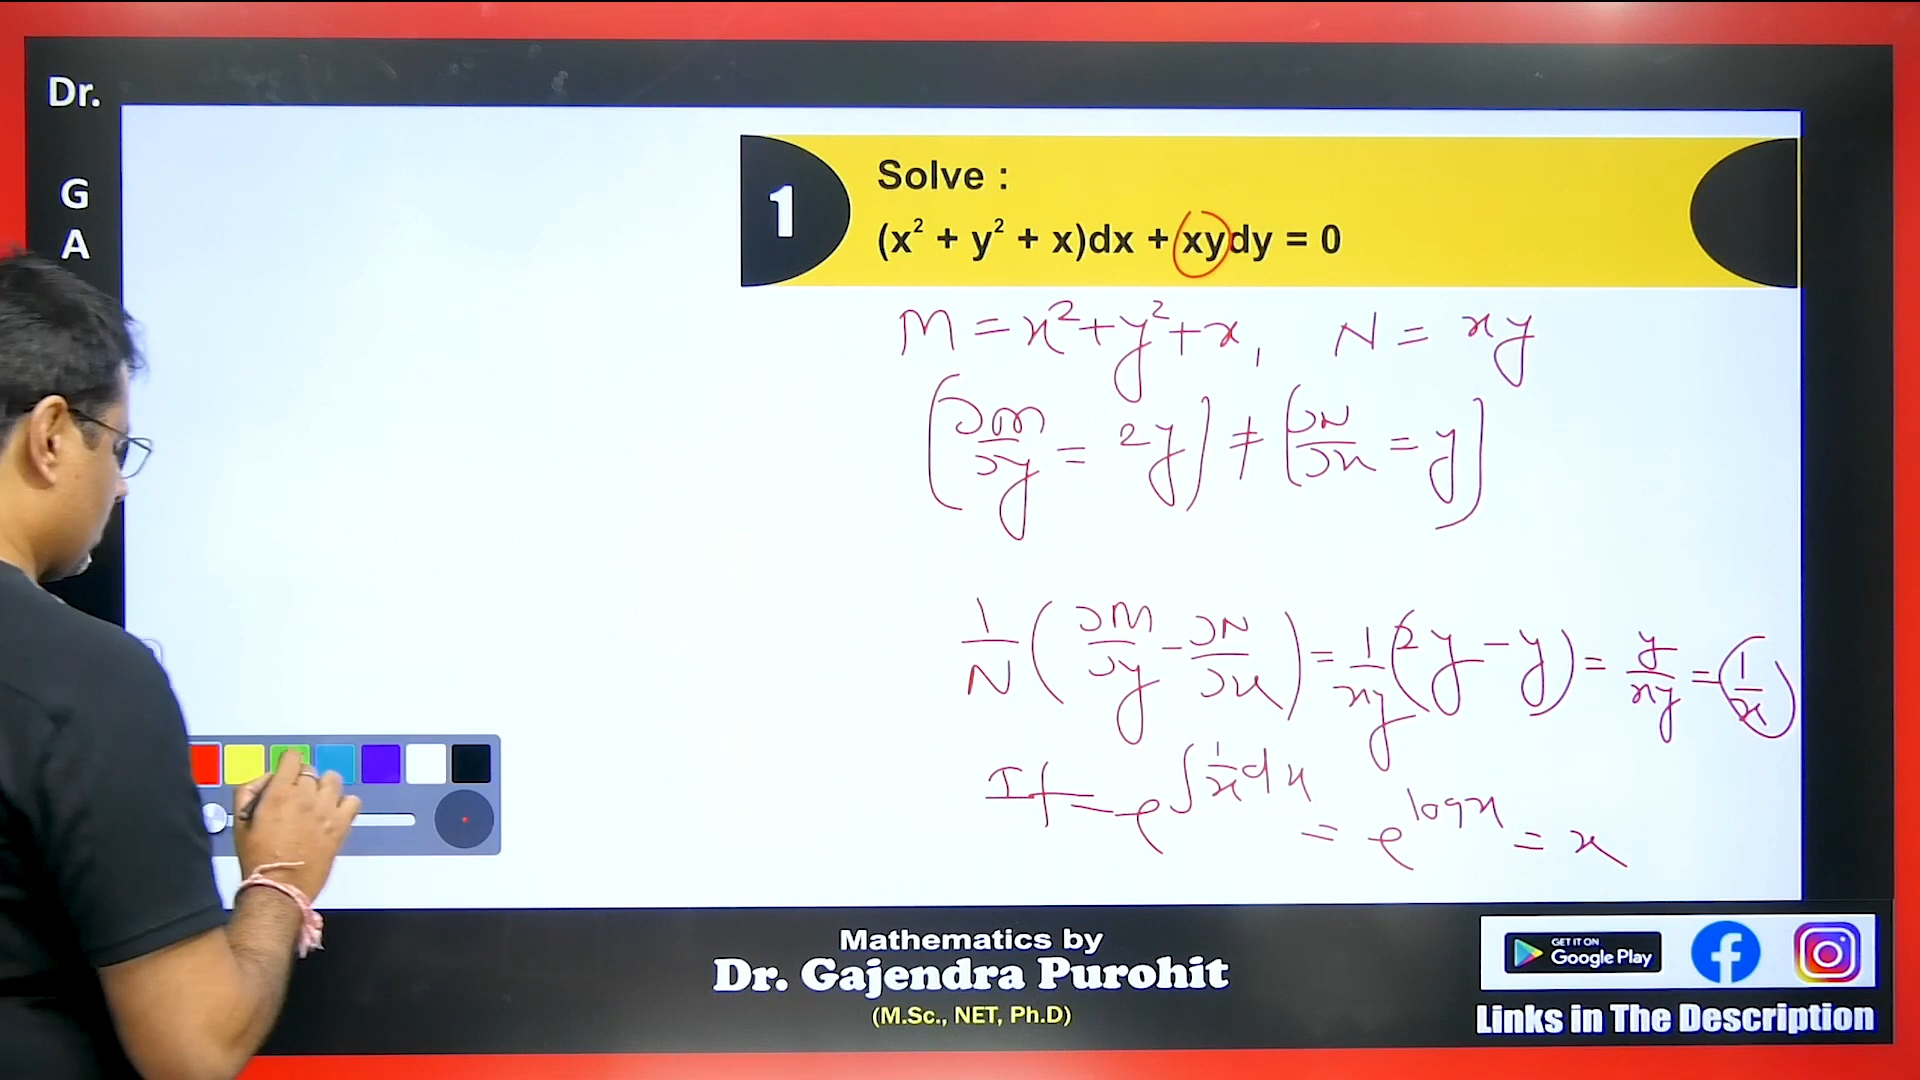 Dr.
G
A
1
Solve :
(x² + y² + x)dx + xydy = 0
M = x² + y² + x, N = xy
(∂M/∂y = 2y) ≠ (∂N/∂x = y)
1/N (∂M/∂y - ∂N/∂x) = 1/xy (2y - y) = y/xy = 1/x
If = e^∫1/x dx = e^log x = x
Mathematics by
Dr. Gajendra Purohit
(M.Sc., NET, Ph.D)
GET IT ON
Google Play
Links in The Description